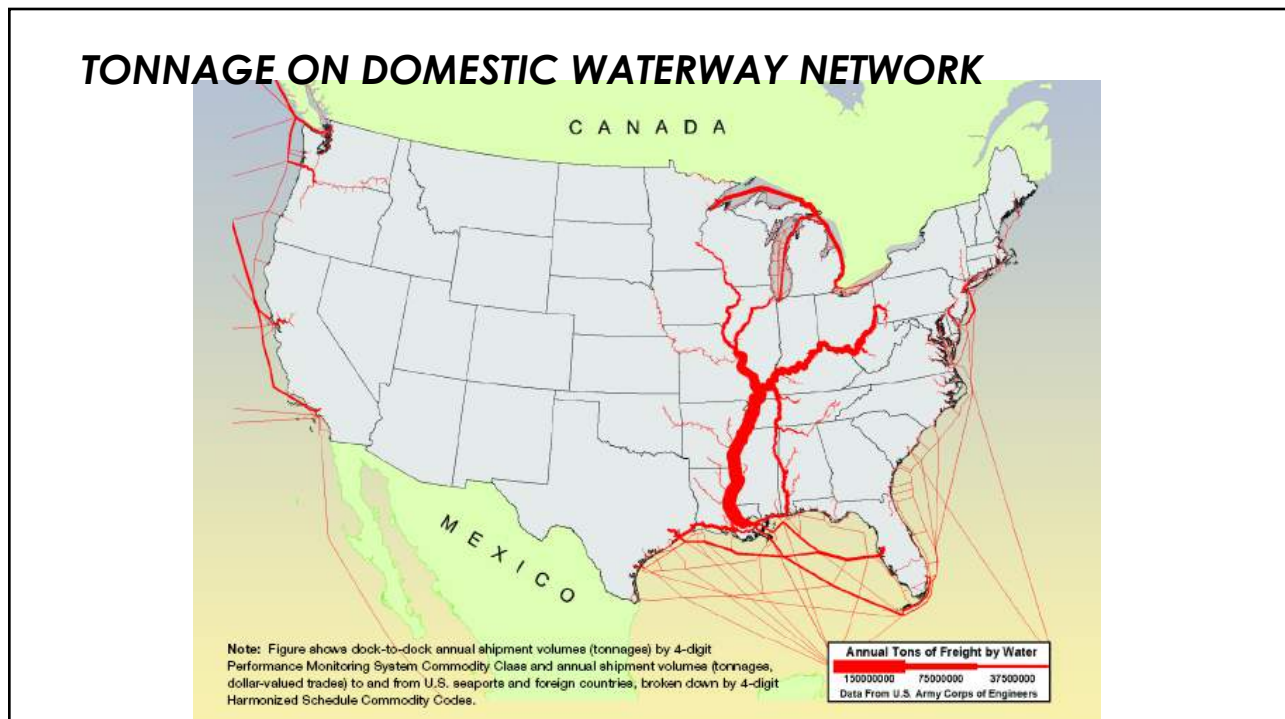 TONNAGE ON DOMESTIC WATERWAY NETWORK
CANADA
MEXICO
Note: Figure shows dock-to-dock annual shipment volumes (tonnages) by 4-digit
Performance Monitoring System Commodity Class and annual shipment volumes (tonnages,
dollar-valued trades) to and from U.S. seaports and foreign countries, broken down by 4-digit
Harmonized Schedule Commodity Codes.
Annual Tons of Freight by Water
150000000 75000000 37500000
Data From U.S. Army Corps of Engineers